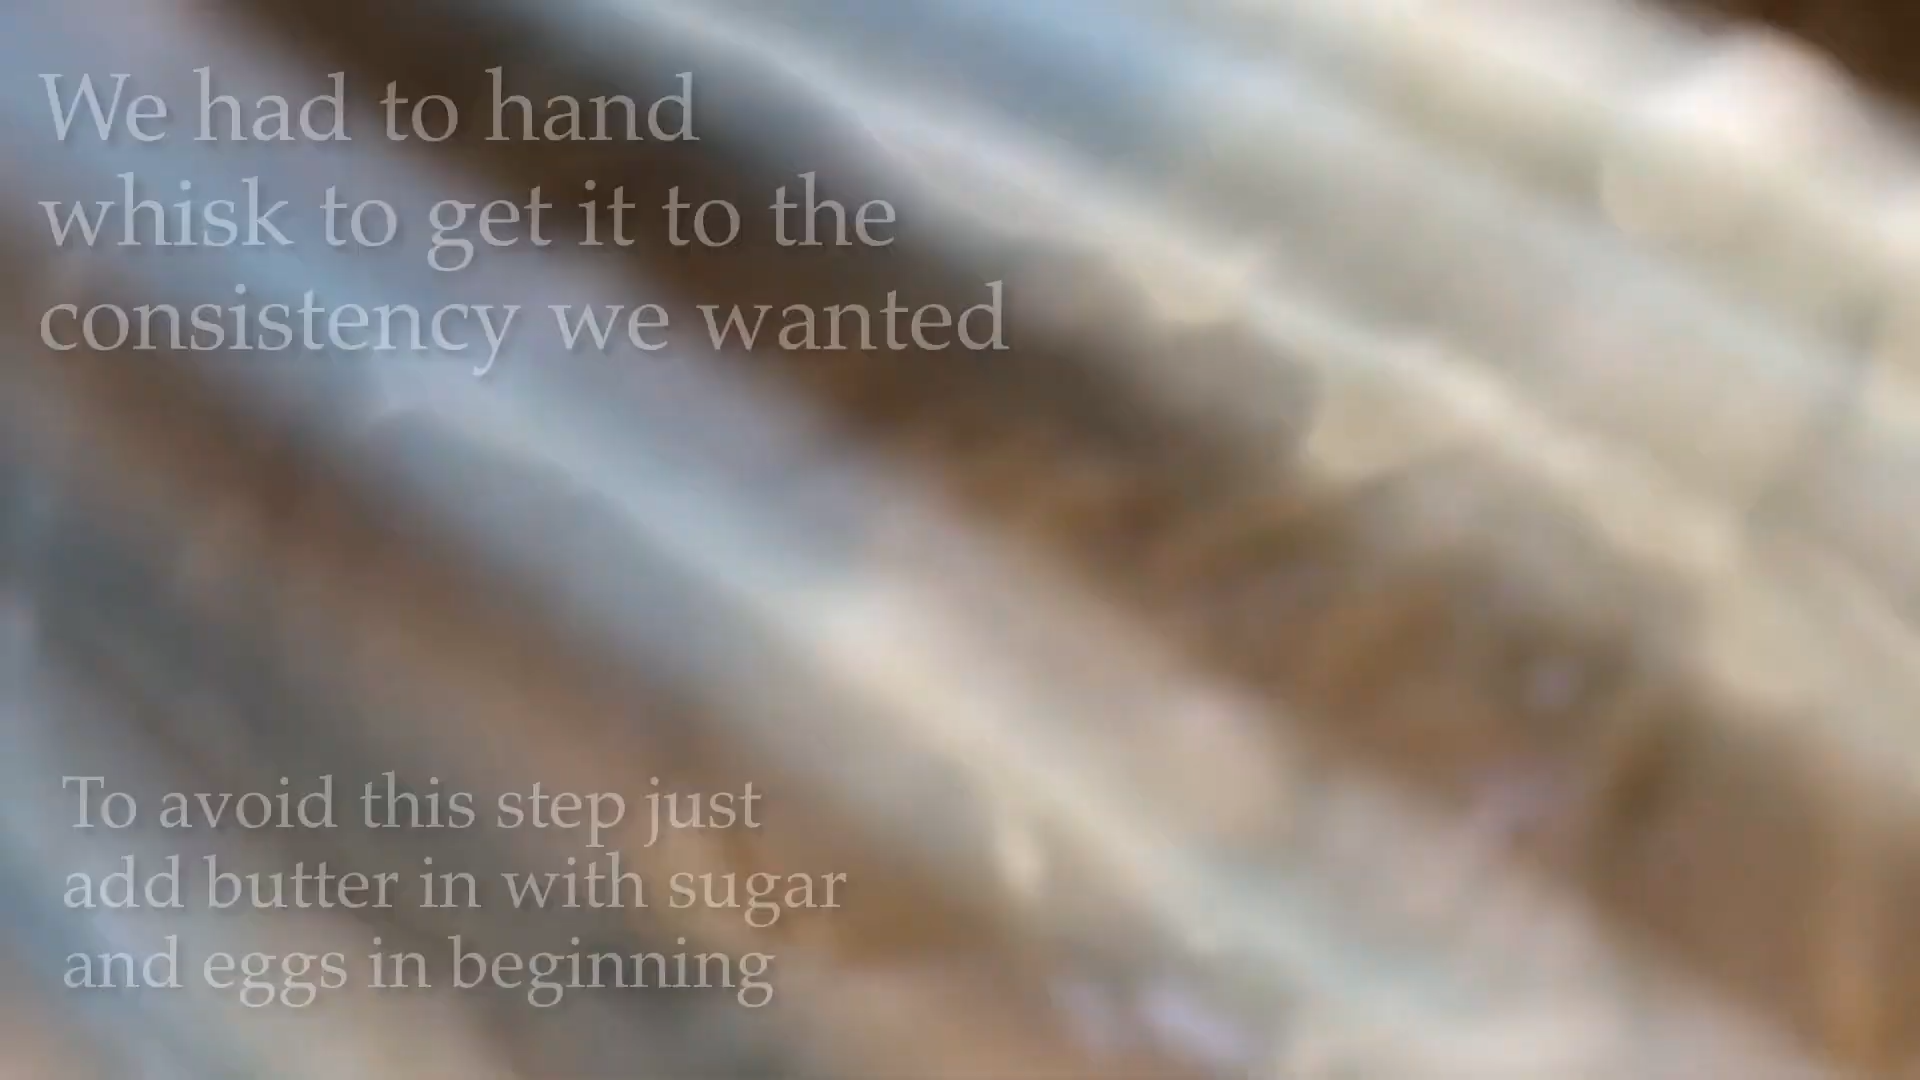 We had to hand
whisk to get it to the
consistency we wanted
To avoid this step just
add butter in with sugar
and eggs in beginning